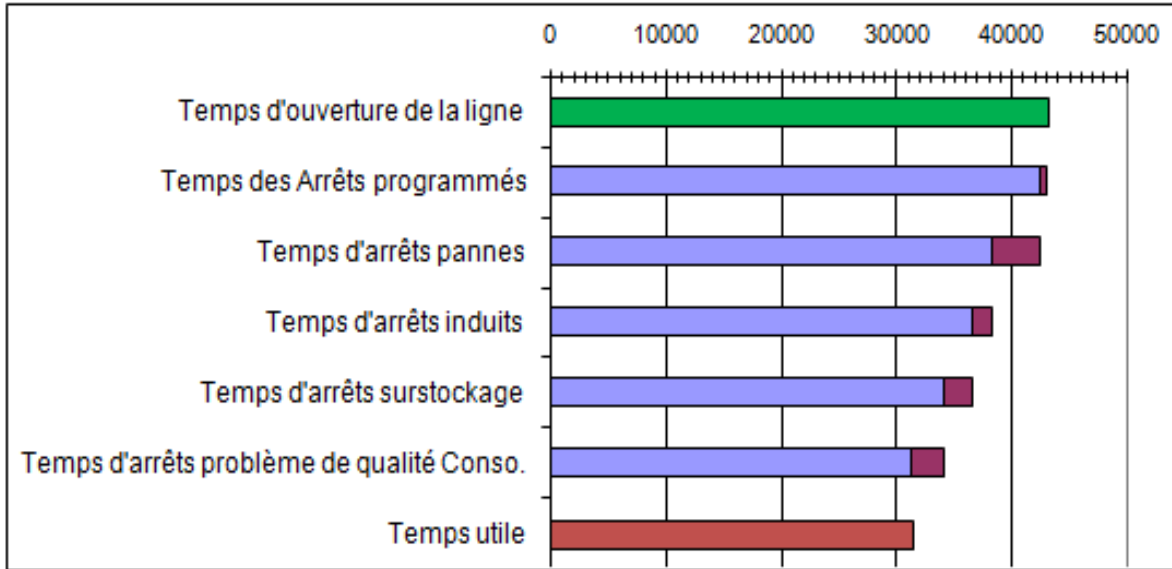 0 10000 20000 30000 40000 50000
Temps d'ouverture de la ligne
Temps des Arrêts programmés
Temps d'arrêts pannes
Temps d'arrêts induits
Temps d'arrêts surstockage
Temps d'arrêts problème de qualité Conso.
Temps utile